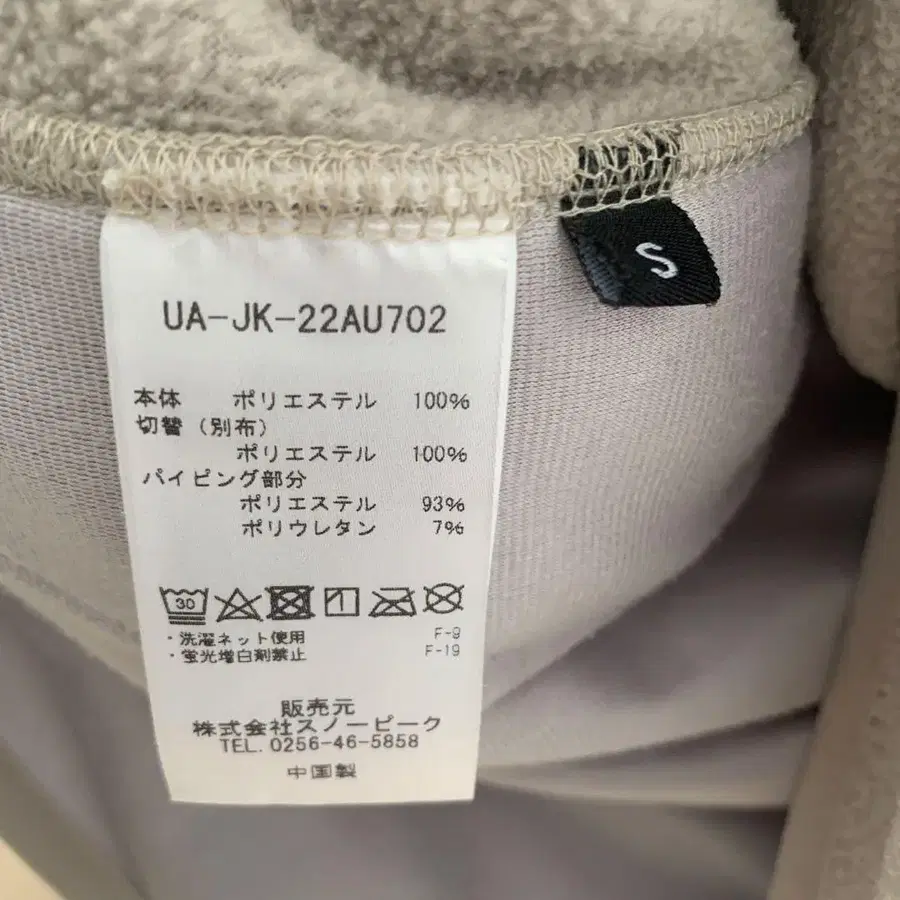 S
UA-JK-22AU702
本体 ポリエステル 100%
切替（別布）
ポリエステル 100%
パイピング部分
ポリエステル 93%
ポリウレタン 7%
30
・洗濯ネット使用 F-9
・蛍光増白剤禁止 F-19
販売元
株式会社スノーピーク
TEL. 0256-46-5858
中国製